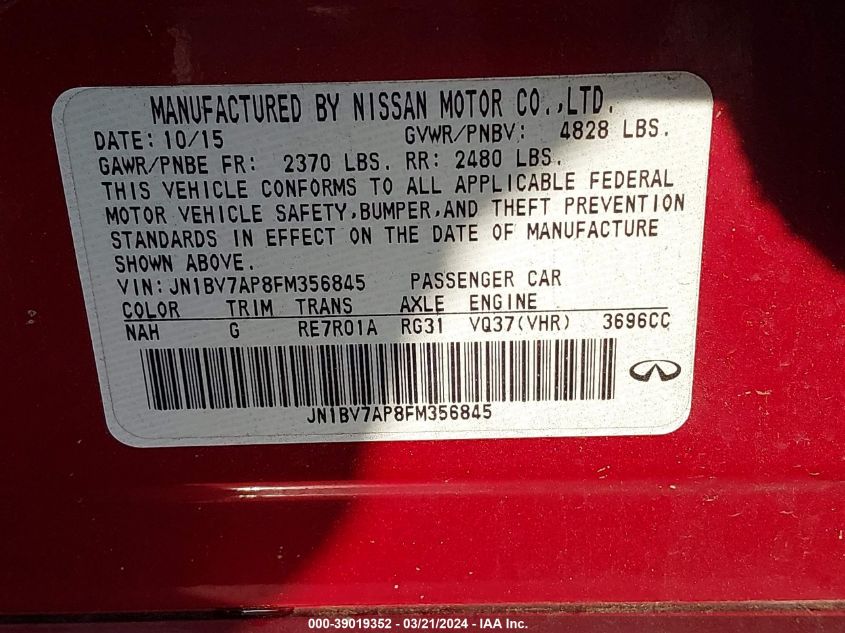 MANUFACTURED BY NISSAN MOTOR CO.,LTD.
DATE: 10/15 GVWR/PNBV: 4828 LBS.
GAWR/PNBE FR: 2370 LBS. RR: 2480 LBS.
THIS VEHICLE CONFORMS TO ALL APPLICABLE FEDERAL
MOTOR VEHICLE SAFETY,BUMPER,AND THEFT PREVENTION
STANDARDS IN EFFECT ON THE DATE OF MANUFACTURE
SHOWN ABOVE.
VIN: JN1BV7AP8FM356845 PASSENGER CAR
COLOR TRIM TRANS AXLE ENGINE
NAH G RE7R01A RG31 VQ37(VHR) 3696CC
JN1BV7AP8FM356845
000-39019352 - 03/21/2024 - IAA Inc.